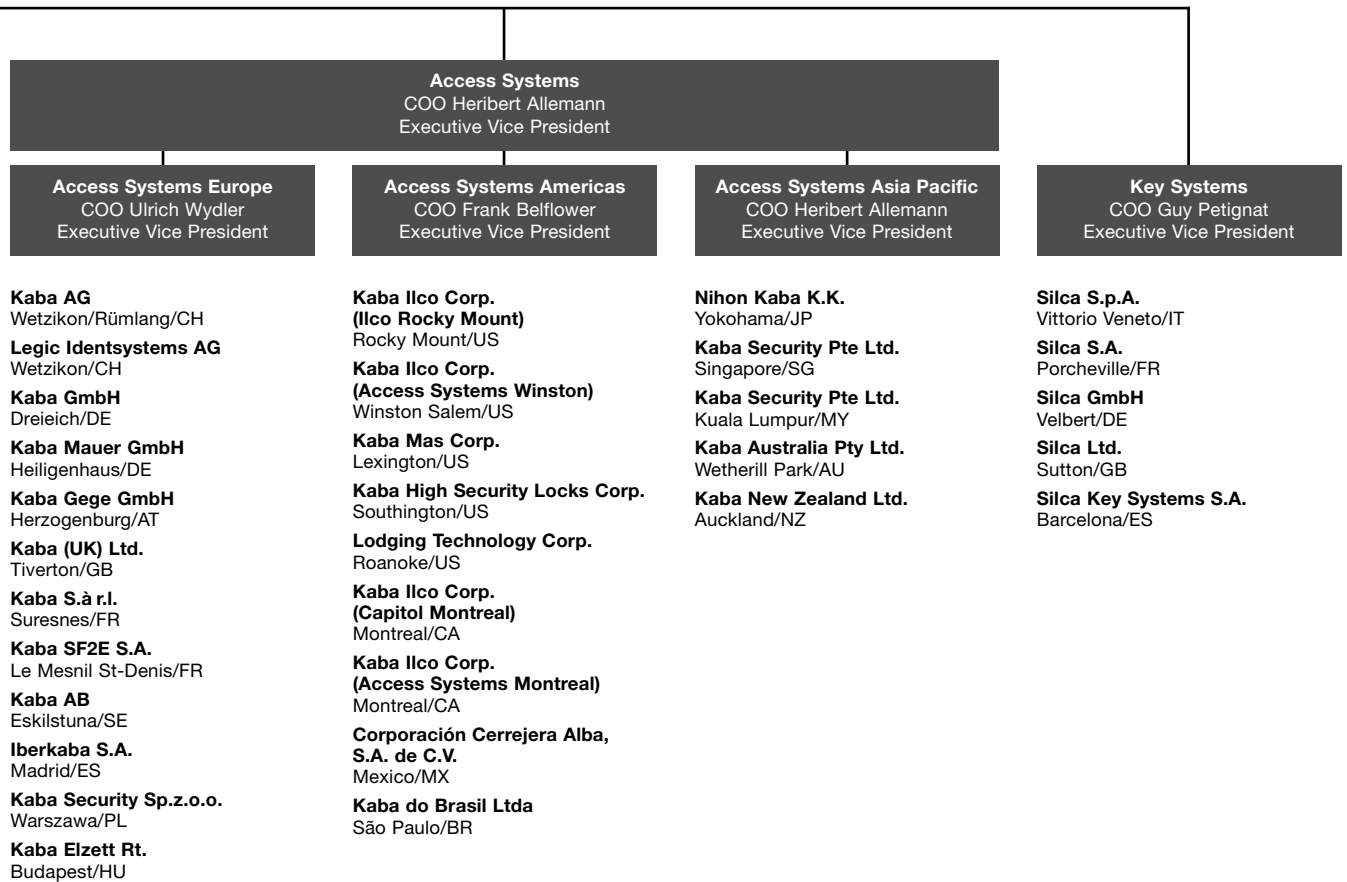 Access Systems
COO Heribert Allemann
Executive Vice President
Access Systems Europe
COO Ulrich Wydler
Executive Vice President
Access Systems Americas
COO Frank Belflower
Executive Vice President
Access Systems Asia Pacific
COO Heribert Allemann
Executive Vice President
Key Systems
COO Guy Petignat
Executive Vice President
Kaba AG
Wetzikon/Rümlang/CH
Legic Identsystems AG
Wetzikon/CH
Kaba GmbH
Dreieich/DE
Kaba Mauer GmbH
Heiligenhaus/DE
Kaba Gege GmbH
Herzogenburg/AT
Kaba (UK) Ltd.
Tiverton/GB
Kaba S.à r.l.
Suresnes/FR
Kaba SF2E S.A.
Le Mesnil St-Denis/FR
Kaba AB
Eskilstuna/SE
Iberkaba S.A.
Madrid/ES
Kaba Security Sp.z.o.o.
Warszawa/PL
Kaba Elzett Rt.
Budapest/HU
Kaba Ilco Corp.
(Ilco Rocky Mount)
Rocky Mount/US
Kaba Ilco Corp.
(Access Systems Winston)
Winston Salem/US
Kaba Mas Corp.
Lexington/US
Kaba High Security Locks Corp.
Southington/US
Lodging Technology Corp.
Roanoke/US
Kaba Ilco Corp.
(Capitol Montreal)
Montreal/CA
Kaba Ilco Corp.
(Access Systems Montreal)
Montreal/CA
Corporación Cerrejera Alba,
S.A. de C.V.
Mexico/MX
Kaba do Brasil Ltda
São Paulo/BR
Nihon Kaba K.K.
Yokohama/JP
Kaba Security Pte Ltd.
Singapore/SG
Kaba Security Pte Ltd.
Kuala Lumpur/MY
Kaba Australia Pty Ltd.
Wetherill Park/AU
Kaba New Zealand Ltd.
Auckland/NZ
Silca S.p.A.
Vittorio Veneto/IT
Silca S.A.
Porcheville/FR
Silca GmbH
Velbert/DE
Silca Ltd.
Sutton/GB
Silca Key Systems S.A.
Barcelona/ES